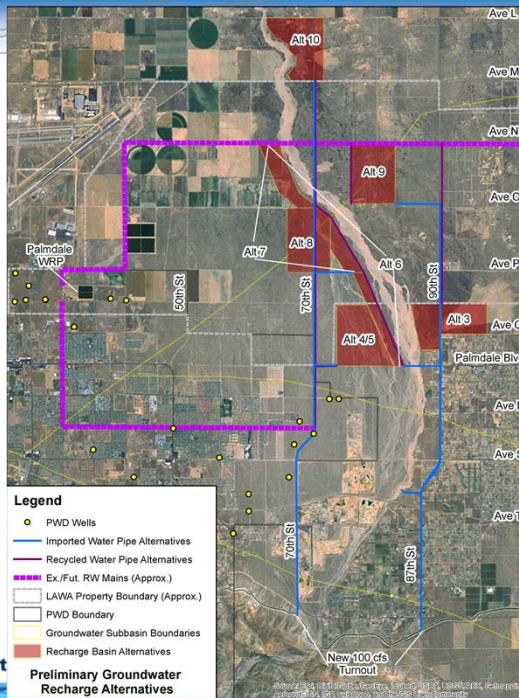 Ave L
Alt 10
Ave M
Ave N
Alt 9
Ave O
Alt 7
Alt 8
Alt 6
Palmdale
WRP
50th St
70th St
90th St
Ave P
Alt 4/5
Alt 3
Ave Q
Palmdale Blv
Ave R
Ave S
Ave T
Legend
PWD Wells
Imported Water Pipe Alternatives
Recycled Water Pipe Alternatives
Ex./Fut. RW Mains (Approx.)
LAWA Property Boundary (Approx.)
PWD Boundary
Groundwater Subbasin Boundaries
Recharge Basin Alternatives
Preliminary Groundwater
Recharge Alternatives
70th St
87th St
New 100 cfs
Turnout